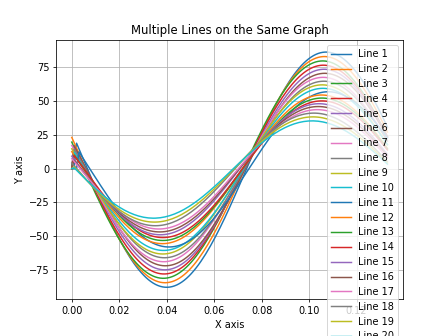 Multiple Lines on the Same Graph
Y axis
75
50
25
0
−25
−50
−75
0.00
0.02
0.04
0.06
0.08
0.10
X axis
Line 1
Line 2
Line 3
Line 4
Line 5
Line 6
Line 7
Line 8
Line 9
Line 10
Line 11
Line 12
Line 13
Line 14
Line 15
Line 16
Line 17
Line 18
Line 19
Line 20